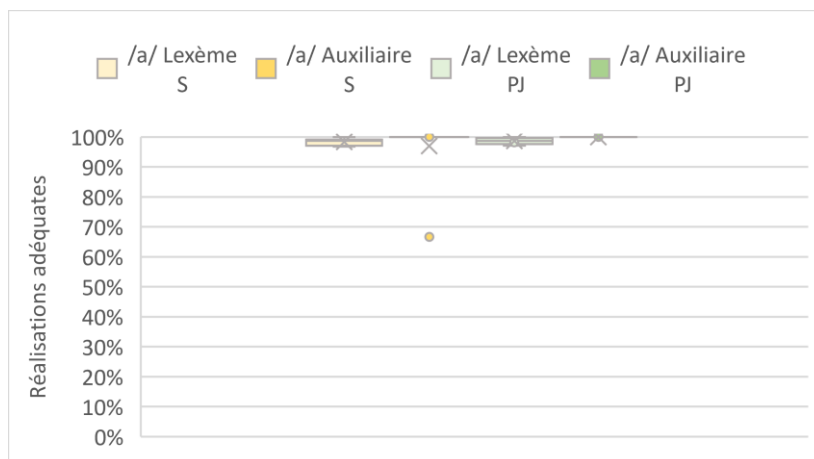 /a/ Lexème S
/a/ Auxiliaire S
/a/ Lexème PJ
/a/ Auxiliaire PJ
Réalisations adéquates
100%
90%
80%
70%
60%
50%
40%
30%
20%
10%
0%